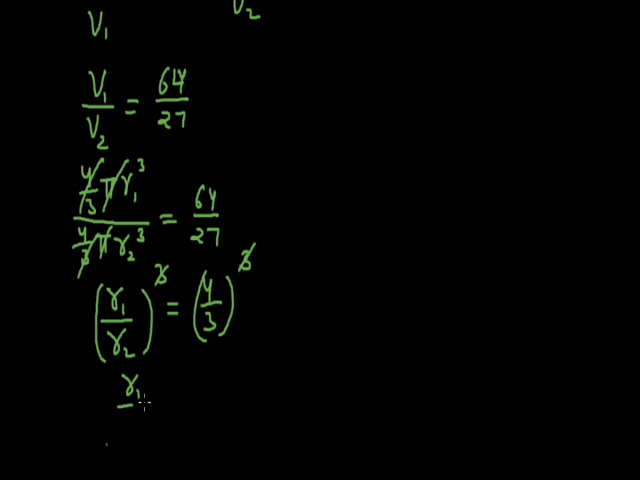 V₁ V₂
V₁/V₂ = 64/27
(4/3 π r₁³)/(4/3 π r₂³) = 64/27
(r₁/r₂)³ = (4/3)³
r₁